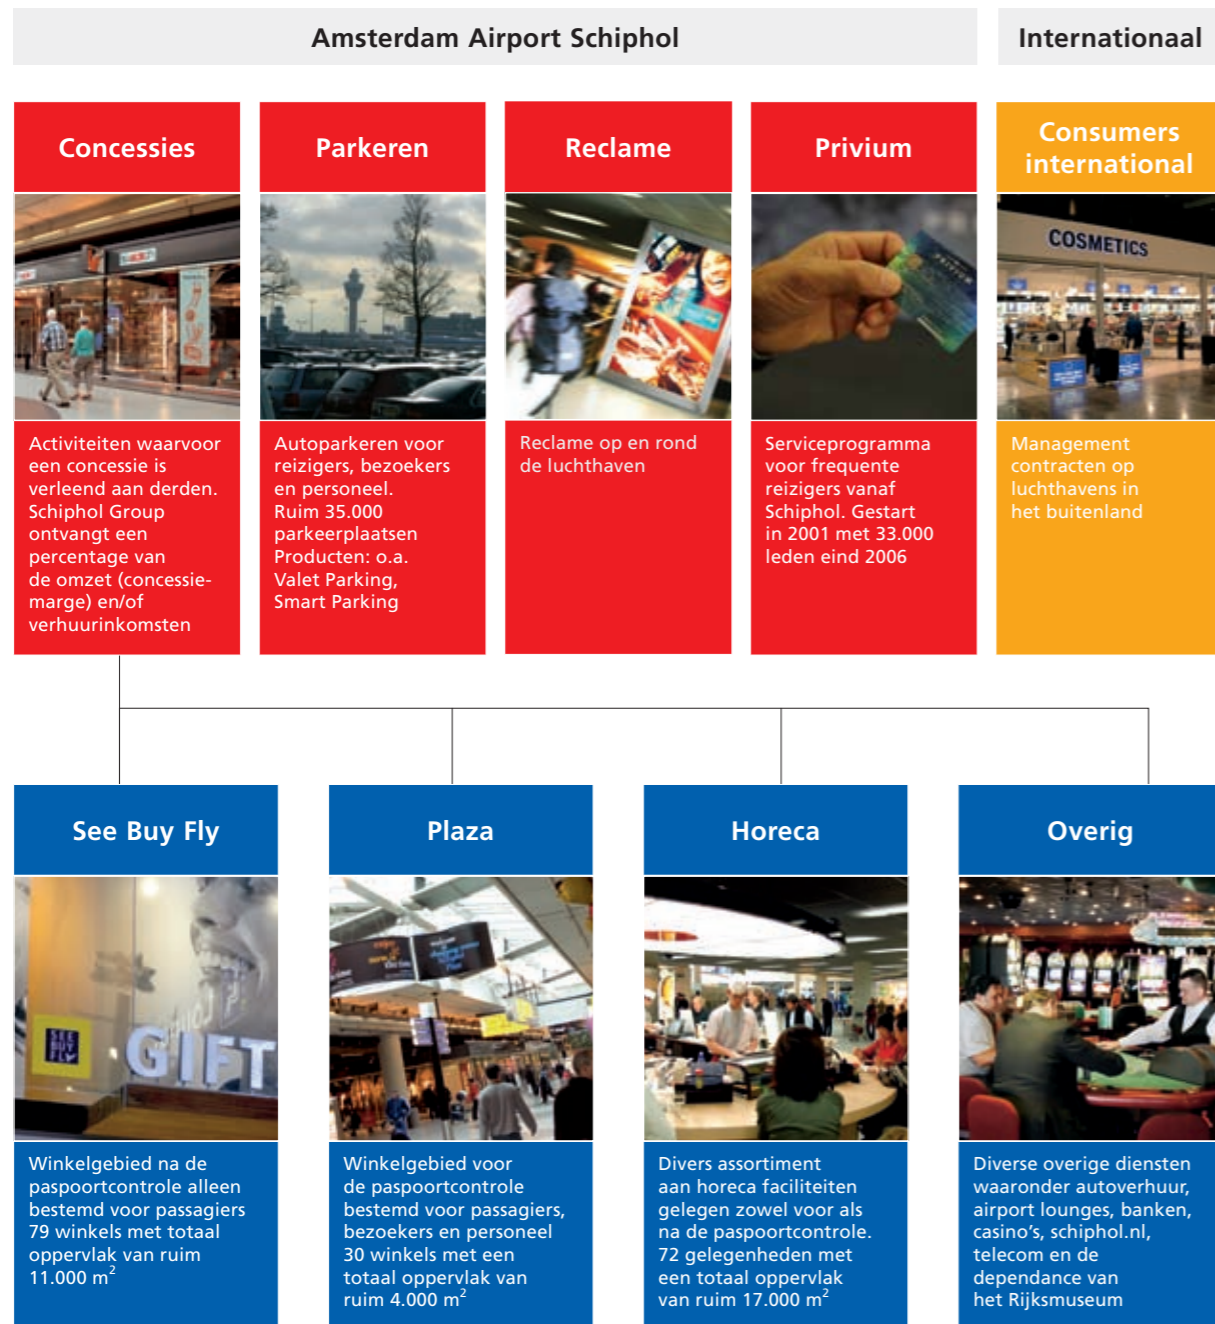 Amsterdam Airport Schiphol
Internationaal
Concessies
Parkeren
Reclame
Privium
Consumers
international
COSMETICS
PRIVIUM
Activiteiten waarvoor
een concessie is
verleend aan derden.
Schiphol Group
ontvangt een
percentage van
de omzet (concessie-
marge) en/of
verhuurinkomsten
Autoparkeren voor
reizigers, bezoekers
en personeel.
Ruim 35.000
parkeerplaatsen
Producten: o.a.
Valet Parking,
Smart Parking
Reclame op en rond
de luchthaven
Serviceprogramma
voor frequente
reizigers vanaf
Schiphol. Gestart
in 2001 met 33.000
leden eind 2006
Management
contracten op
luchthavens in
het buitenland
See Buy Fly
Plaza
Horeca
Overig
SEE
BUY
FLY
GIFT
Winkelgebied na de
paspoortcontrole alleen
bestemd voor passagiers
79 winkels met totaal
oppervlak van ruim
11.000 m²
Winkelgebied voor
de paspoortcontrole
bestemd voor passagiers,
bezoekers en personeel
30 winkels met een
totaal oppervlak van
ruim 4.000 m²
Divers assortiment
aan horeca faciliteiten
gelegen zowel voor als
na de paspoortcontrole.
72 gelegenheden met
een totaal oppervlak
van ruim 17.000 m²
Diverse overige diensten
waaronder autoverhuur,
airport lounges, banken,
casino's, schiphol.nl,
telecom en de
dependance van
het Rijksmuseum